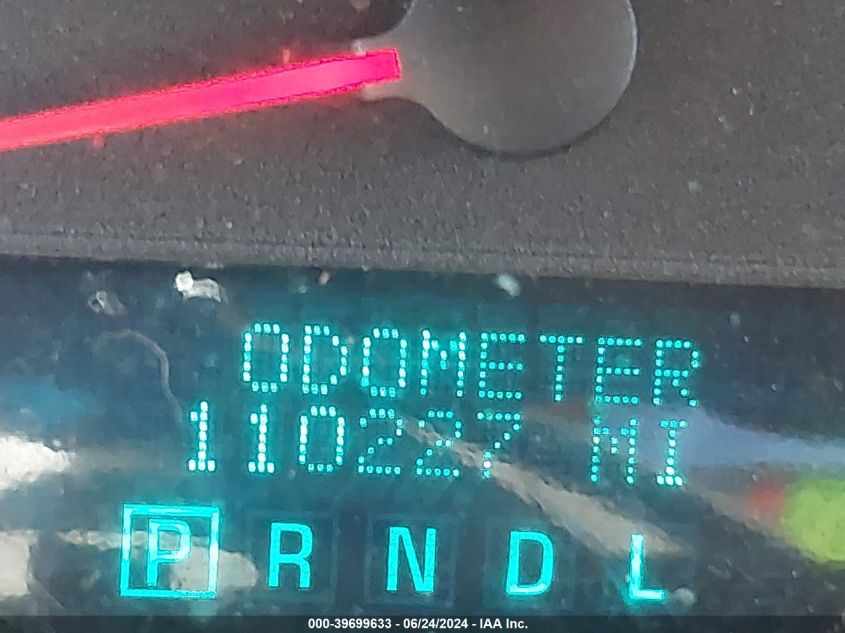 ODOMETER
110227 MI
P R N D L
000-39699633 - 06/24/2024 - IAA Inc.